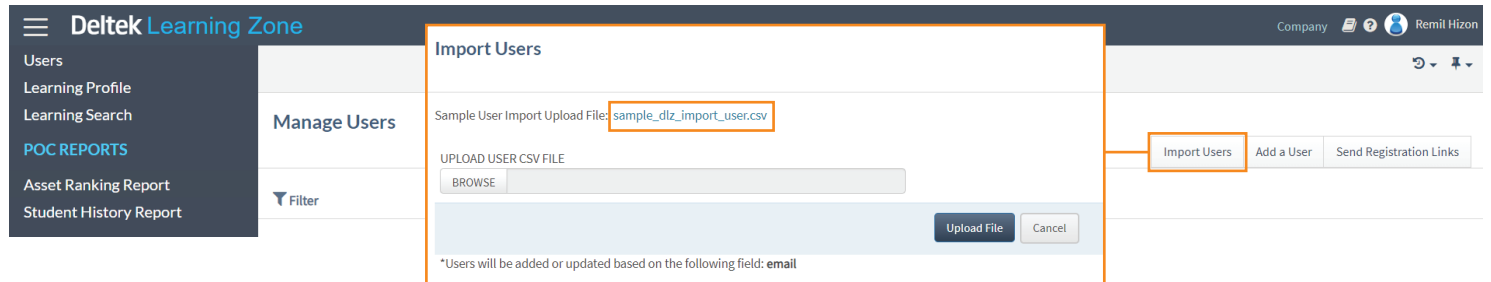 Deltek Learning Zone
Company
Remil Hizon
Users
Learning Profile
Learning Search
POC REPORTS
Asset Ranking Report
Student History Report
Manage Users
Filter
Import Users
Add a User
Send Registration Links
Import Users
Sample User Import Upload File: sample_dlz_import_user.csv
UPLOAD USER CSV FILE
BROWSE
Upload File
Cancel
*Users will be added or updated based on the following field: email